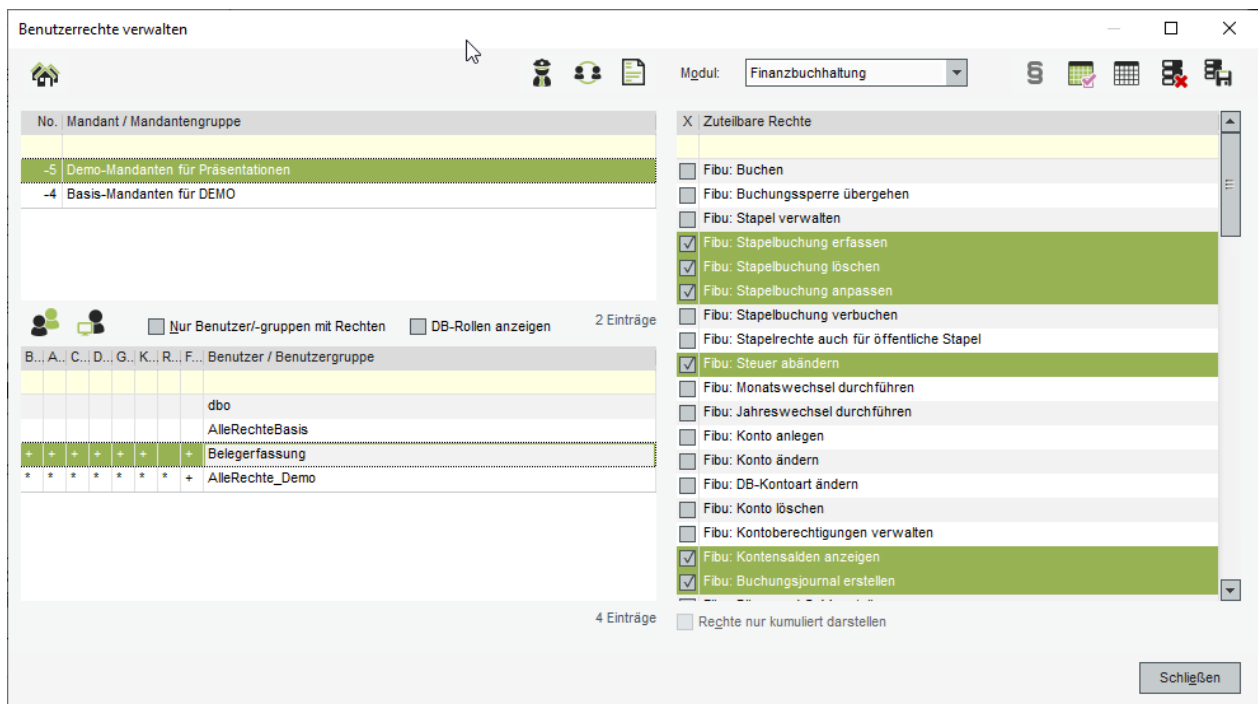 Benutzerrechte verwalten
Modul: Finanzbuchhaltung
No. Mandant / Mandantengruppe
-5 Demo-Mandanten für Präsentationen
-4 Basis-Mandanten für DEMO
Nur Benutzer/-gruppen mit Rechten DB-Rollen anzeigen 2 Einträge
B... A... C... D... G... K... R... F... Benutzer / Benutzergruppe
dbo
AlleRechteBasis
+ + + + + + + Belegerfassung
* * * * * * * + AlleRechte_Demo
4 Einträge
X Zuteilbare Rechte
Fibu: Buchen
Fibu: Buchungssperre übergehen
Fibu: Stapel verwalten
Fibu: Stapelbuchung erfassen
Fibu: Stapelbuchung löschen
Fibu: Stapelbuchung anpassen
Fibu: Stapelbuchung verbuchen
Fibu: Stapelrechte auch für öffentliche Stapel
Fibu: Steuer abändern
Fibu: Monatswechsel durchführen
Fibu: Jahreswechsel durchführen
Fibu: Konto anlegen
Fibu: Konto ändern
Fibu: DB-Kontoart ändern
Fibu: Konto löschen
Fibu: Kontoberechtigungen verwalten
Fibu: Kontensalden anzeigen
Fibu: Buchungsjournal erstellen
Rechte nur kumuliert darstellen
Schließen